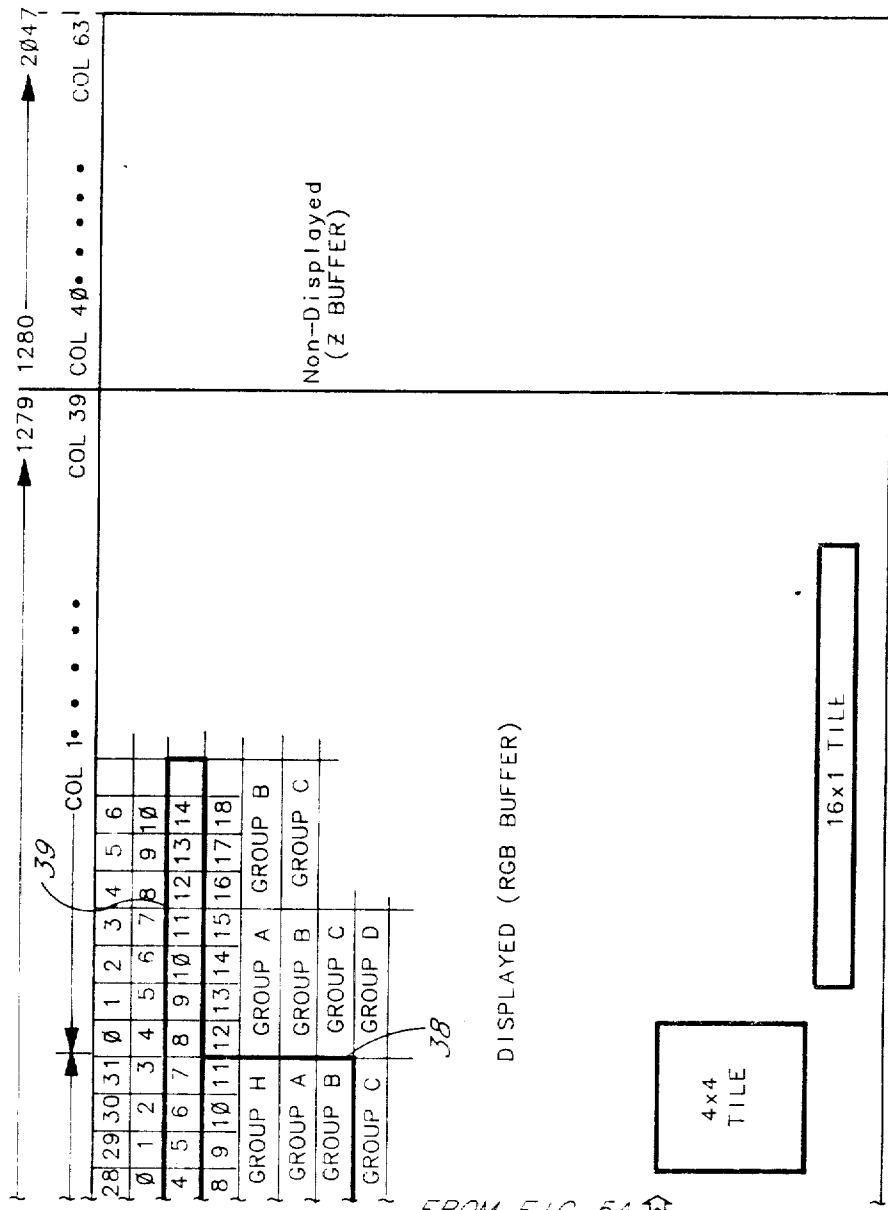 1279 1280 2047
COL 1 • • • • • COL 39 COL 40 • • • • • • COL 63
28 29 30 31 Ø 1 2 3 4 5 6
Ø 1 2 3 4 5 6 7 8 9 1Ø
4 5 6 7 8 9 1Ø 11 12 13 14
8 9 1Ø 11 12 13 14 15 16 17 18
39
GROUP H GROUP A GROUP B
GROUP A GROUP B GROUP C
GROUP B GROUP C
GROUP C GROUP D
38
Non-Displayed
(Z BUFFER)
DISPLAYED (RGB BUFFER)
4x4
TILE
16x1 TILE